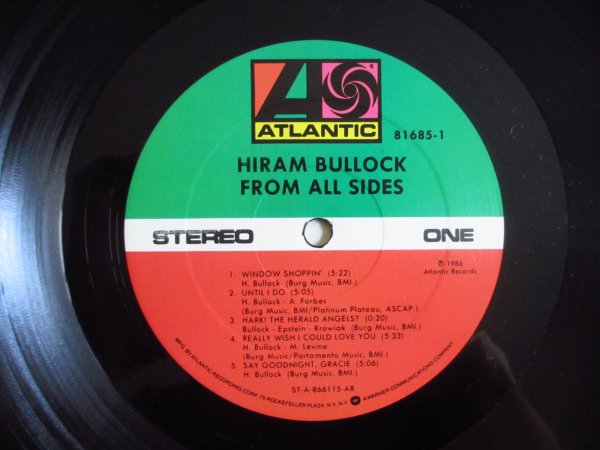 ATLANTIC
81685-1
HIRAM BULLOCK
FROM ALL SIDES
STEREO ONE
℗ 1986
Atlantic Records
1. WINDOW SHOPPIN' (5:22)
H. Bullock (Burg Music, BMI.)
2. UNTIL I DO (5:05)
H. Bullock - A. Forbes
(Burg Music, BMI/Platinum Plateau, ASCAP.)
3. HARK! THE HERALD ANGELS? (0:20)
Bullock - Epstein - Krowiak (Burg Music, BMI.)
4. REALLY WISH I COULD LOVE YOU (5:33)
H. Bullock - M. Levine
(Burg Music/Portamento Music, BMI.)
5. SAY GOODNIGHT, GRACIE (5:06)
H. Bullock (Burg Music, BMI.)
ST-A-866115-AR
MFG. BY ATLANTIC RECORDING CORP., 75 ROCKEFELLER PLAZA, N.Y. N.Y. W A WARNER COMMUNICATIONS COMPANY